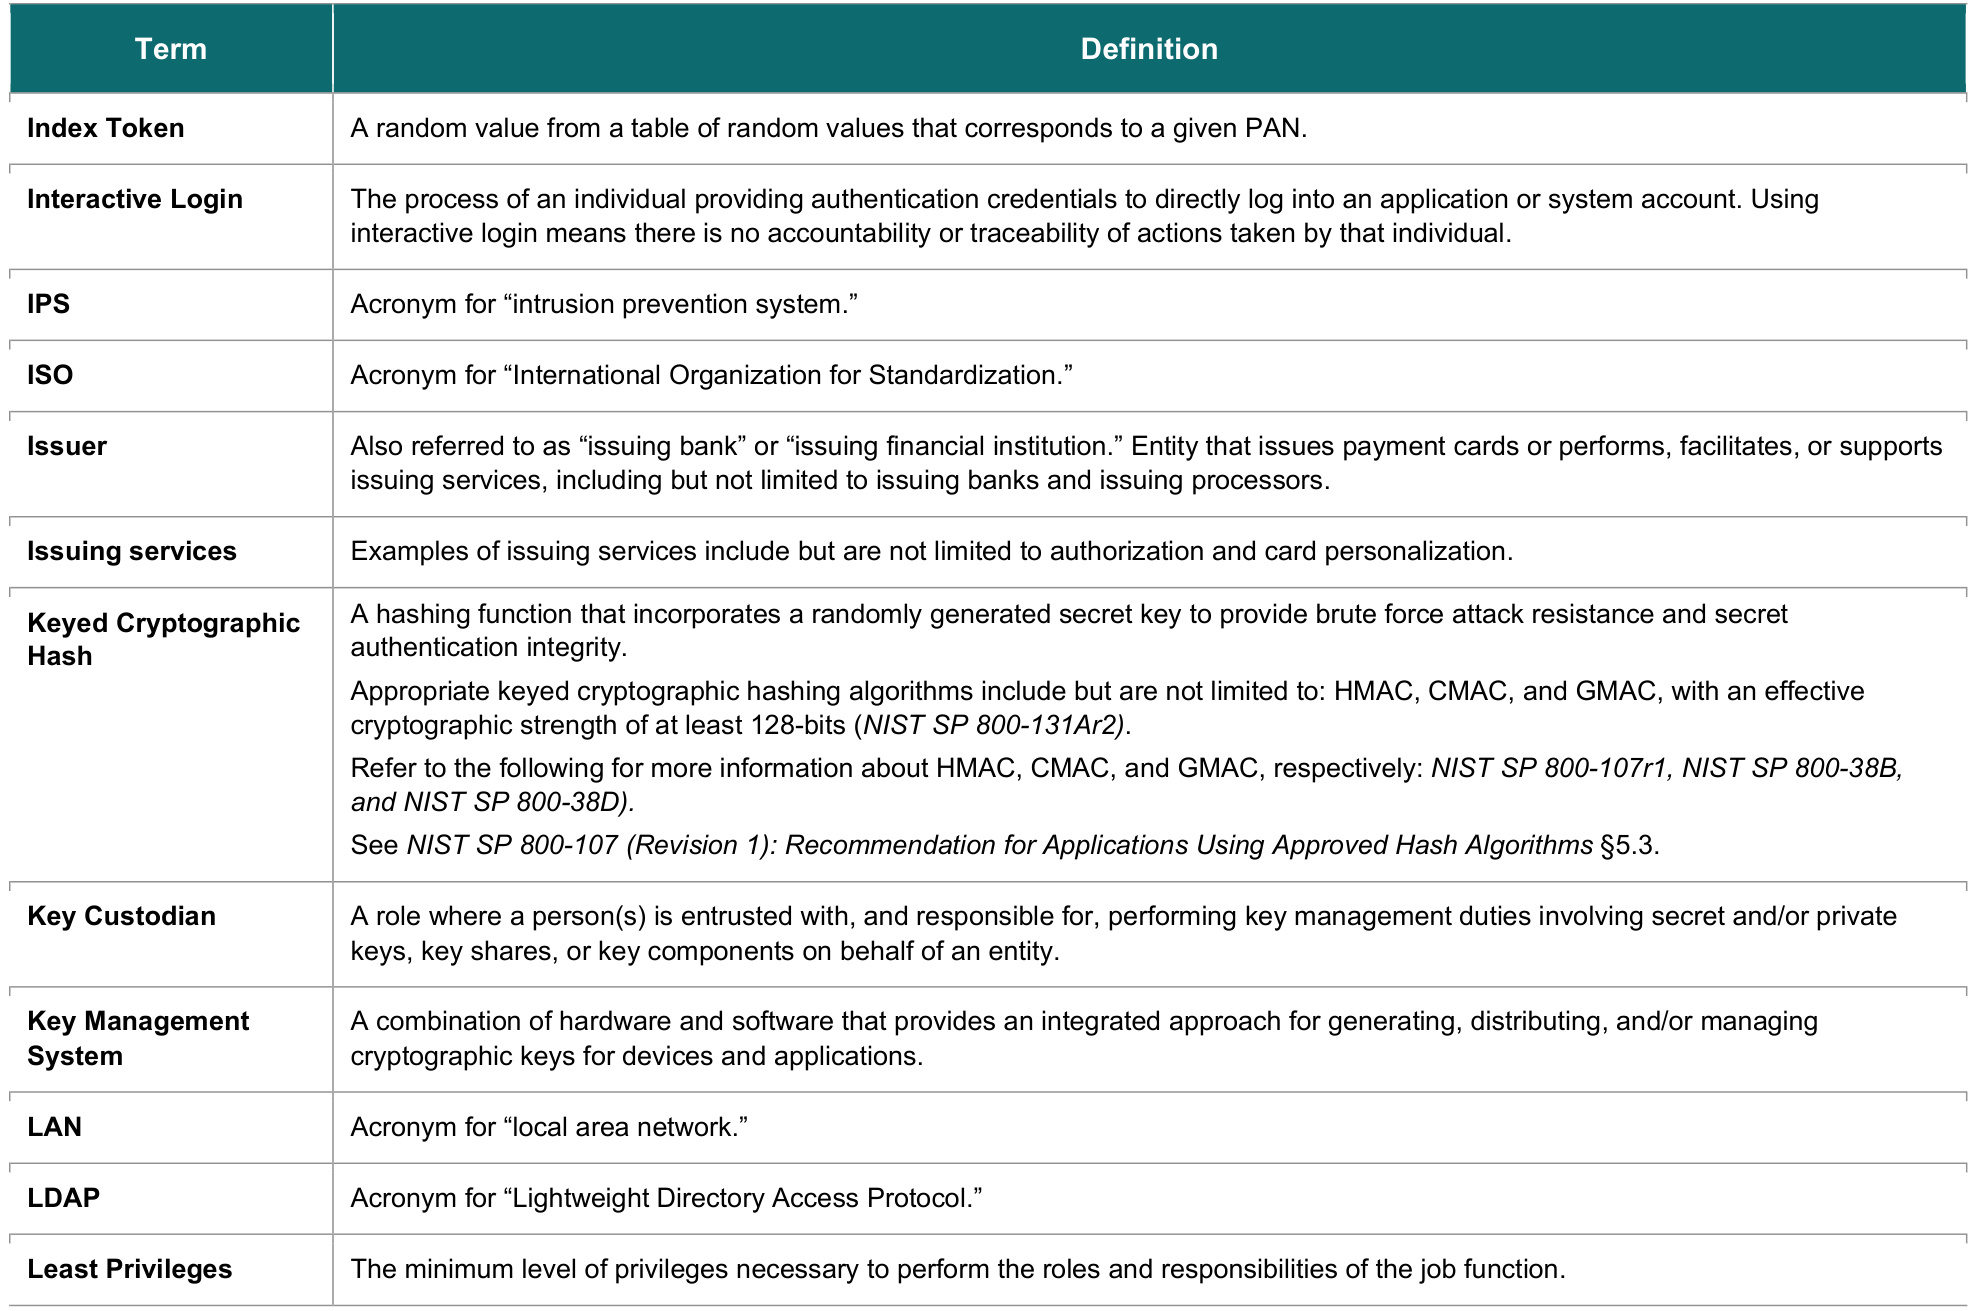 Term
Definition
Index Token
A random value from a table of random values that corresponds to a given PAN.
Interactive Login
The process of an individual providing authentication credentials to directly log into an application or system account. Using
interactive login means there is no accountability or traceability of actions taken by that individual.
IPS
Acronym for “intrusion prevention system.”
ISO
Acronym for “International Organization for Standardization.”
Issuer
Also referred to as “issuing bank” or “issuing financial institution.” Entity that issues payment cards or performs, facilitates, or supports
issuing services, including but not limited to issuing banks and issuing processors.
Issuing services
Examples of issuing services include but are not limited to authorization and card personalization.
Keyed Cryptographic
Hash
A hashing function that incorporates a randomly generated secret key to provide brute force attack resistance and secret
authentication integrity.
Appropriate keyed cryptographic hashing algorithms include but are not limited to: HMAC, CMAC, and GMAC, with an effective
cryptographic strength of at least 128-bits (NIST SP 800-131Ar2).
Refer to the following for more information about HMAC, CMAC, and GMAC, respectively: NIST SP 800-107r1, NIST SP 800-38B,
and NIST SP 800-38D).
See NIST SP 800-107 (Revision 1): Recommendation for Applications Using Approved Hash Algorithms §5.3.
Key Custodian
A role where a person(s) is entrusted with, and responsible for, performing key management duties involving secret and/or private
keys, key shares, or key components on behalf of an entity.
Key Management
System
A combination of hardware and software that provides an integrated approach for generating, distributing, and/or managing
cryptographic keys for devices and applications.
LAN
Acronym for “local area network.”
LDAP
Acronym for “Lightweight Directory Access Protocol.”
Least Privileges
The minimum level of privileges necessary to perform the roles and responsibilities of the job function.